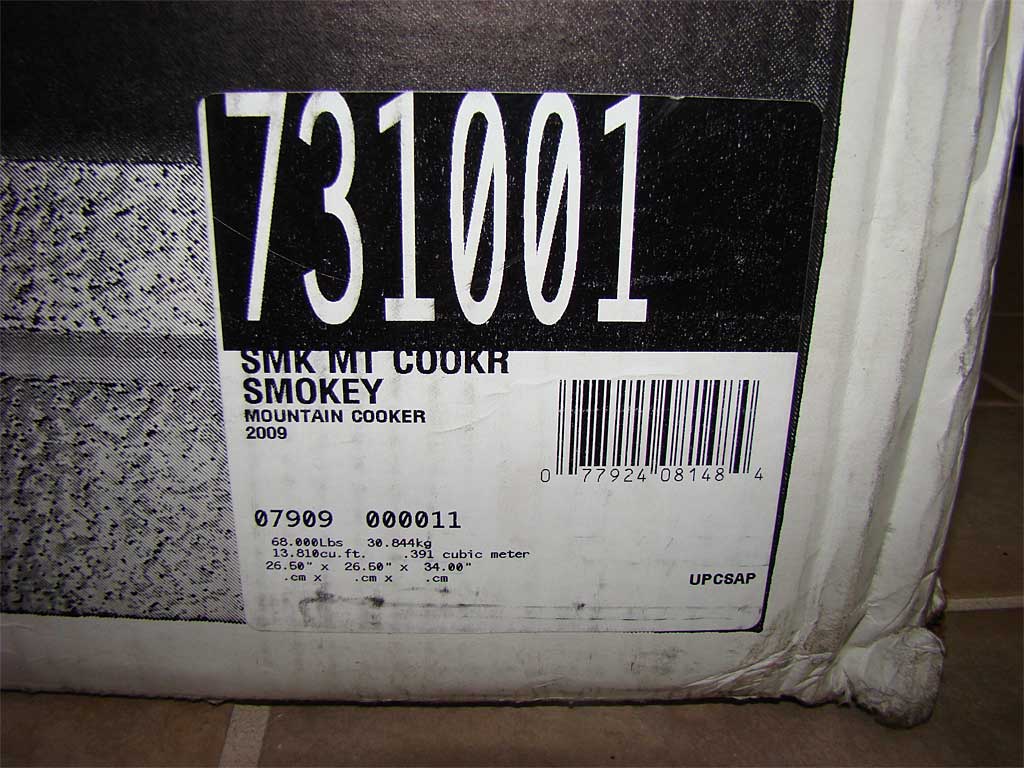 731001
SMK MT COOKR
SMOKEY
MOUNTAIN COOKER
2009
0 77924 08148 4
07909 000011
68.000Lbs 30.844kg
13.810cu.ft. .391 cubic meter
26.50" x 26.50" x 34.00"
.cm x .cm x .cm
UPCSAP